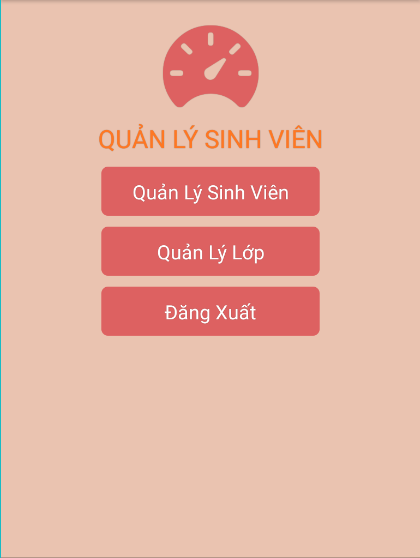 QUẢN LÝ SINH VIÊN
Quản Lý Sinh Viên
Quản Lý Lớp
Đăng Xuất